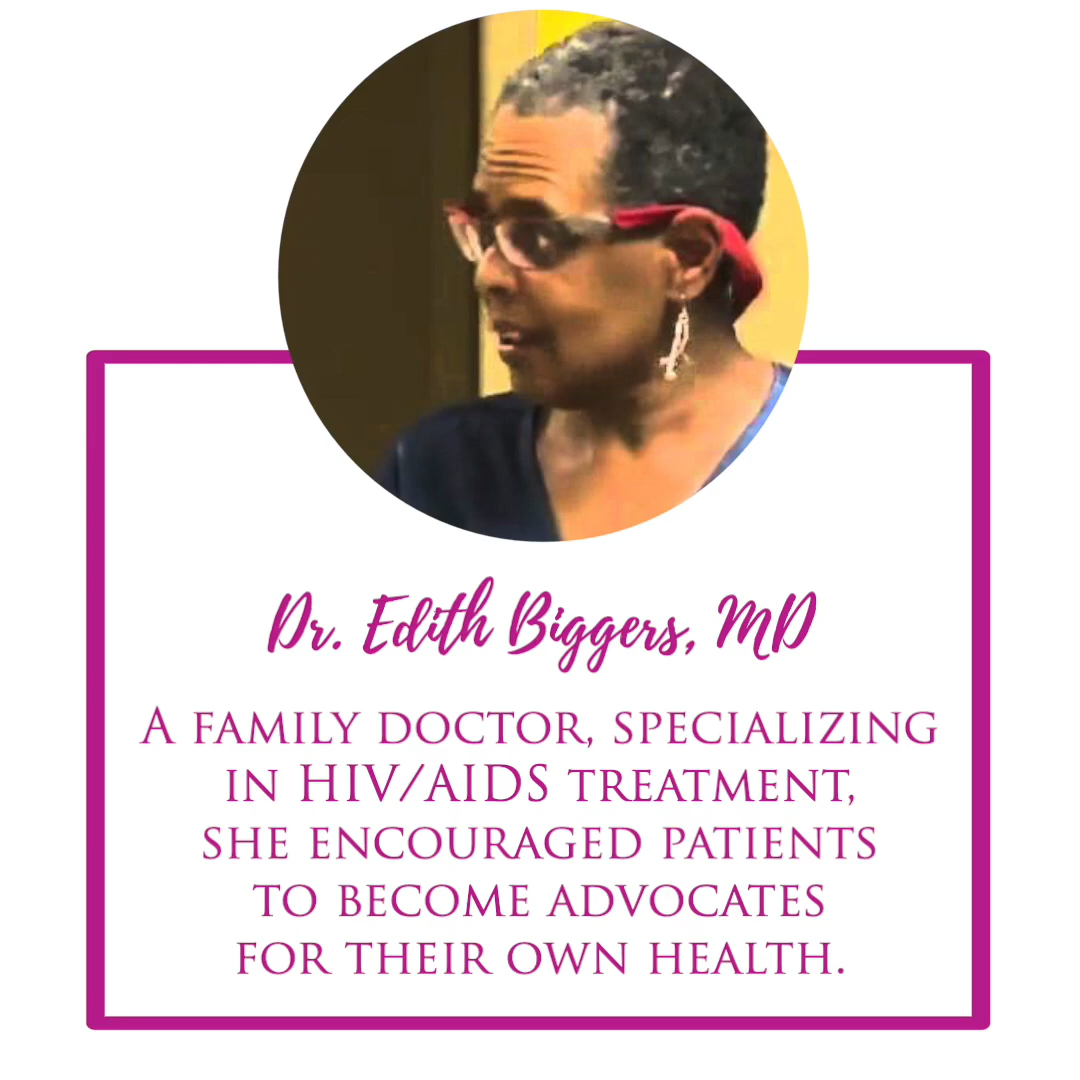 Dr. Edith Biggers, MD
A FAMILY DOCTOR, SPECIALIZING
IN HIV/AIDS TREATMENT,
SHE ENCOURAGED PATIENTS
TO BECOME ADVOCATES
FOR THEIR OWN HEALTH.